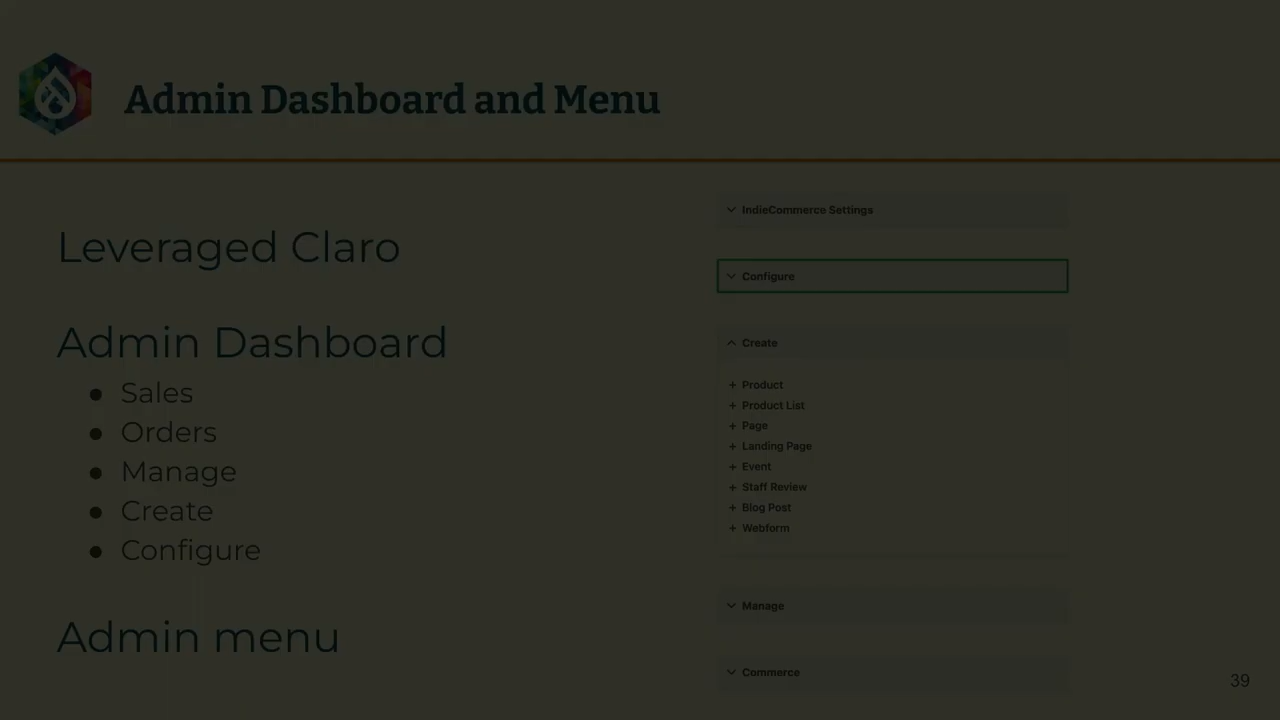 Admin Dashboard and Menu
Leveraged Claro
Admin Dashboard
● Sales
● Orders
● Manage
● Create
● Configure
Admin menu
IndieCommerce Settings
Configure
Create
+ Product
+ Product List
+ Page
+ Landing Page
+ Event
+ Staff Review
+ Blog Post
+ Webform
Manage
Commerce
39